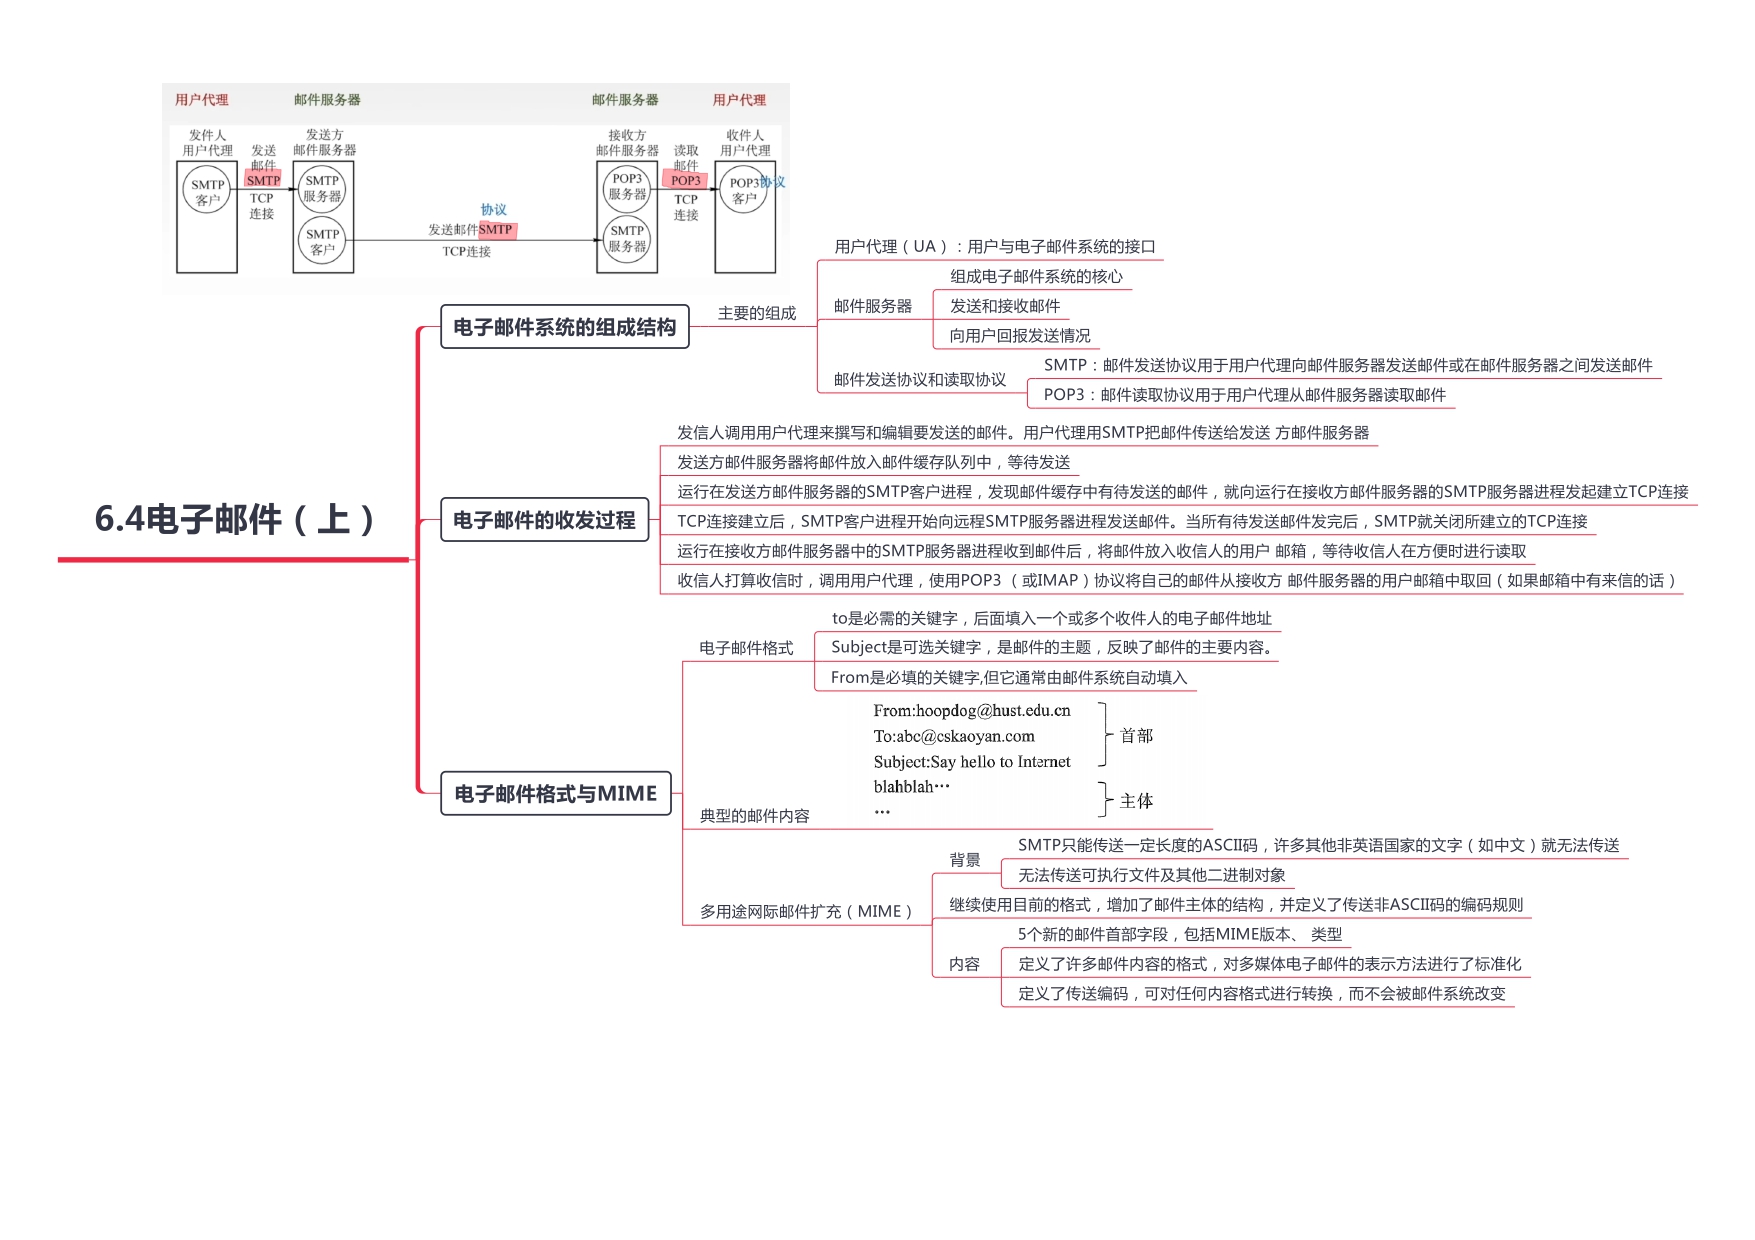 用户代理 邮件服务器 邮件服务器 用户代理
发件人 用户代理
发送 邮件 SMTP TCP 连接
发送方 邮件服务器
接收方 邮件服务器
读取 邮件 POP3 TCP 连接
收件人 用户代理
SMTP 客户
SMTP 服务器
POP3 服务器
POP3 客户
协议
SMTP 客户
协议
发送邮件SMTP
TCP连接
SMTP 服务器
6.4电子邮件（上）
电子邮件系统的组成结构
主要的组成
用户代理（UA）：用户与电子邮件系统的接口
邮件服务器
组成电子邮件系统的核心
发送和接收邮件
向用户回报发送情况
邮件发送协议和读取协议
SMTP：邮件发送协议用于用户代理向邮件服务器发送邮件或在邮件服务器之间发送邮件
POP3：邮件读取协议用于用户代理从邮件服务器读取邮件
电子邮件的收发过程
发信人调用用户代理来撰写和编辑要发送的邮件。用户代理用SMTP把邮件传送给发送 方邮件服务器
发送方邮件服务器将邮件放入邮件缓存队列中，等待发送
运行在发送方邮件服务器的SMTP客户进程，发现邮件缓存中有待发送的邮件，就向运行在接收方邮件服务器的SMTP服务器进程发起建立TCP连接
TCP连接建立后，SMTP客户进程开始向远程SMTP服务器进程发送邮件。当所有待发送邮件发完后，SMTP就关闭所建立的TCP连接
运行在接收方邮件服务器中的SMTP服务器进程收到邮件后，将邮件放入收信人的用户 邮箱，等待收信人在方便时进行读取
收信人打算收信时，调用用户代理，使用POP3（或IMAP）协议将自己的邮件从接收方 邮件服务器的用户邮箱中取回（如果邮箱中有来信的话）
电子邮件格式与MIME
电子邮件格式
to是必需的关键字，后面填入一个或多个收件人的电子邮件地址
Subject是可选关键字，是邮件的主题，反映了邮件的主要内容。
From是必填的关键字,但它通常由邮件系统自动填入
典型的邮件内容
From:hoopdog@hust.edu.cn
To:abc@cskaoyan.com
Subject:Say hello to Internet
首部
blahblah…
…
主体
多用途网际邮件扩充（MIME）
背景
SMTP只能传送一定长度的ASCII码，许多其他非英语国家的文字（如中文）就无法传送
无法传送可执行文件及其他二进制对象
继续使用目前的格式，增加了邮件主体的结构，并定义了传送非ASCII码的编码规则
内容
5个新的邮件首部字段，包括MIME版本、 类型
定义了许多邮件内容的格式，对多媒体电子邮件的表示方法进行了标准化
定义了传送编码，可对任何内容格式进行转换，而不会被邮件系统改变